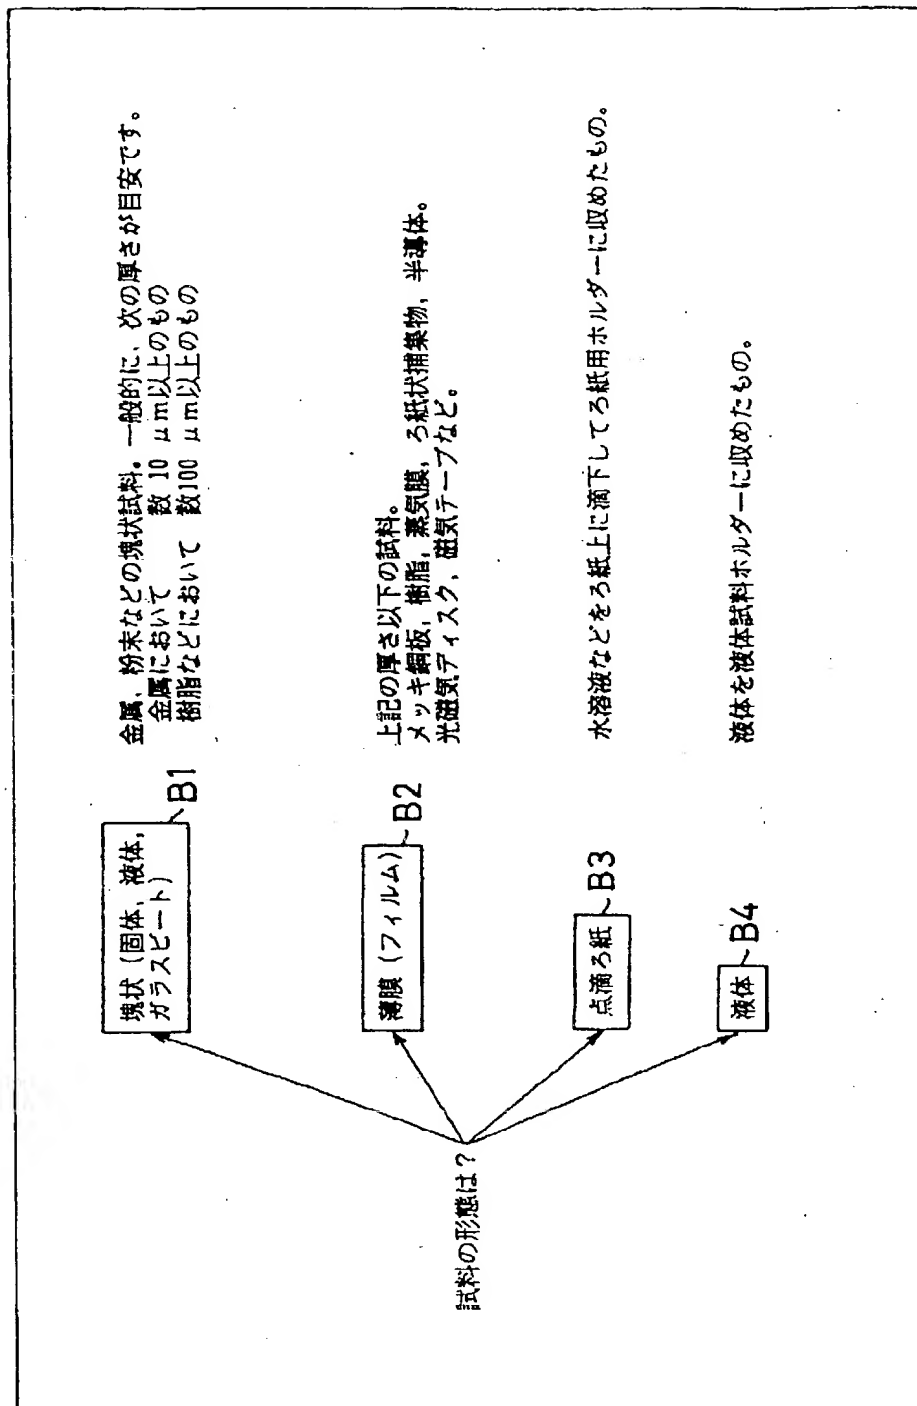 試料の形態は？
塊状（固体、液体，
ガラスビート）
B1
金属、粉末などの塊状試料。一般的に、次の厚さが目安です。
金属において 数 10 μm以上のもの
樹脂などにおいて 数100 μm以上のもの
薄膜（フィルム）
B2
上記の厚さ以下の試料。
メッキ鋼板，樹脂，蒸気膜，ろ紙状捕集物，半導体。
光磁気ディスク，磁気テープなど。
点滴ろ紙
B3
水溶液などをろ紙上に滴下してろ紙用ホルダーに収めたもの。
液体
B4
液体を液体試料ホルダーに収めたもの。